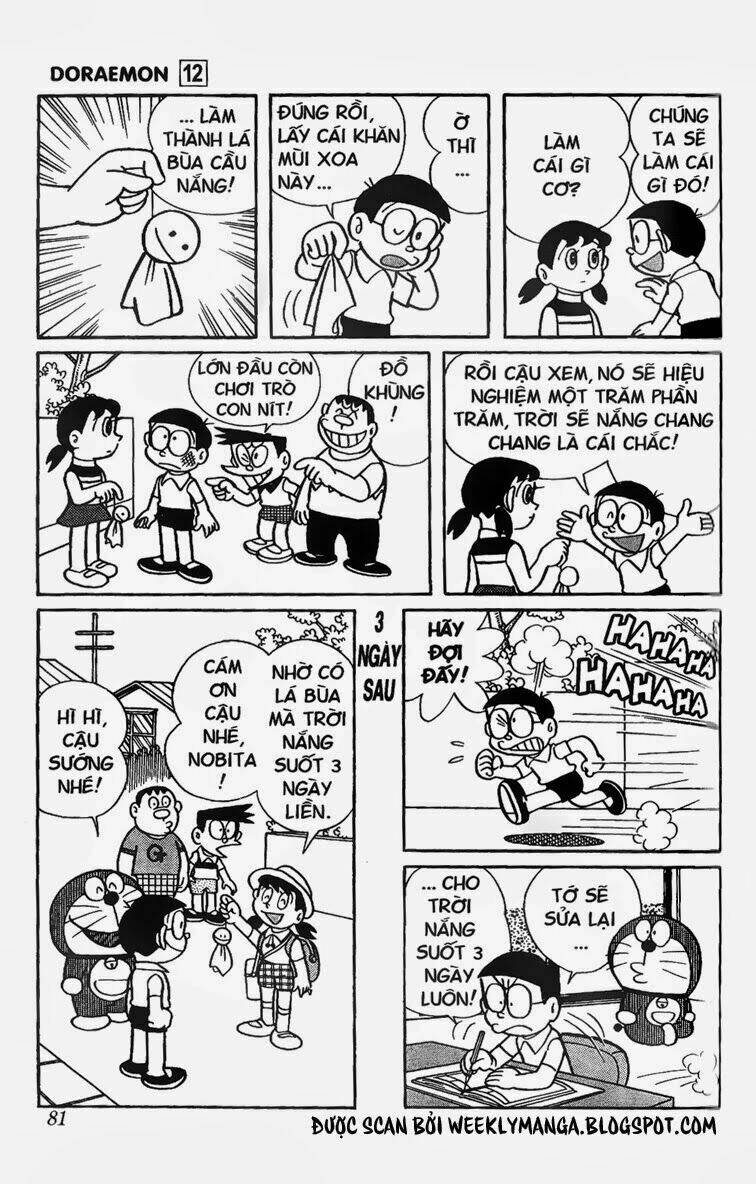 DORAEMON 12
CHÚNG
TA SẼ
LÀM CÁI
GÌ ĐÓ!
LÀM
CÁI GÌ
CƠ?
Ờ
THÌ
...
ĐÚNG RỒI,
LẤY CÁI KHĂN
MÙI XOA
NÀY...
... LÀM
THÀNH LÁ
BÙA CẦU
NẮNG!
RỒI CẬU XEM, NÓ SẼ HIỆU
NGHIỆM MỘT TRĂM PHẦN
TRĂM, TRỜI SẼ NẮNG CHANG
CHANG LÀ CÁI CHẮC!
ĐỒ
KHÙNG
!
LỚN ĐẦU CÒN
CHƠI TRÒ
CON NÍT!
HAHAHA
HAHAHA
HÃY
ĐỢI
ĐẤY!
TỚ SẼ
SỬA LẠI
...
... CHO
TRỜI
NẮNG
SUỐT 3
NGÀY
LUÔN!
3
NGÀY
SAU
NHỜ CÓ
LÁ BÙA
MÀ TRỜI
NẮNG
SUỐT 3
NGÀY
LIỀN.
CÁM
ƠN
CẬU
NHÉ,
NOBITA
!
HÌ HÌ,
CẬU
SƯỚNG
NHÉ!
G
81
ĐƯỢC SCAN BỞI WEEKLYMANGA.BLOGSPOT.COM